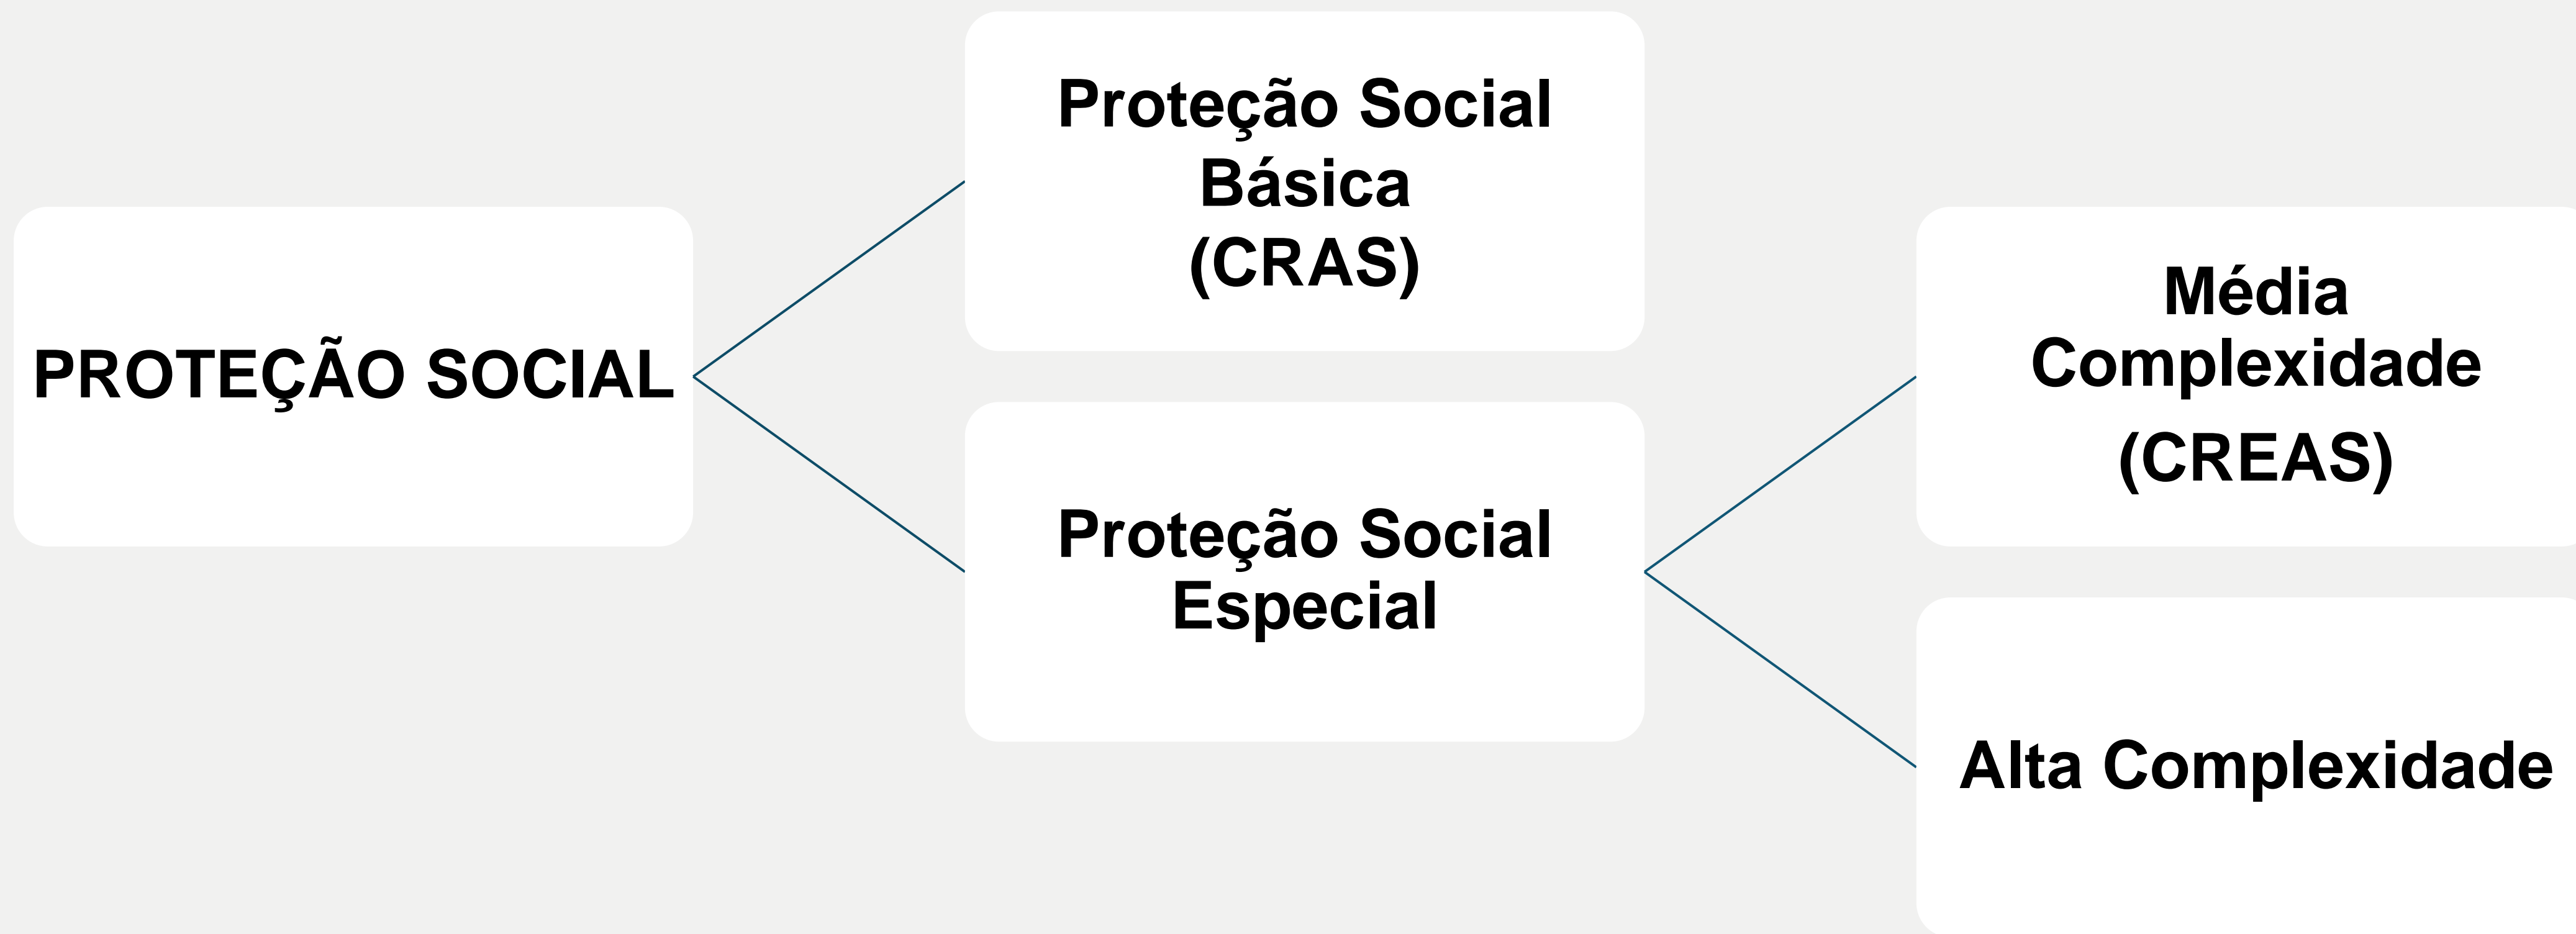 PROTEÇÃO SOCIAL
Proteção Social
Básica
(CRAS)
Proteção Social
Especial
Média
Complexidade
(CREAS)
Alta Complexidade